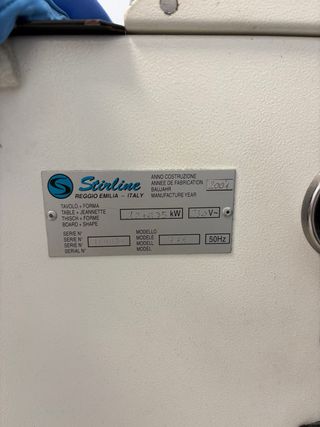 Stirline
REGGIO EMILIA - ITALY
ANNO COSTRUZIONE
ANNEE DE FABRICATION
BAUJAHR
MANUFACTURE YEAR
TAVOLO + FORMA
TABLE + JEANNETTE
THISCH + FORME
BOARD + SHAPE
kW
V~
SERIE N°
SERIE N°
SERIE N°
SERIAL N°
MODELLO
MODELE
MODELL
MODEL
50Hz